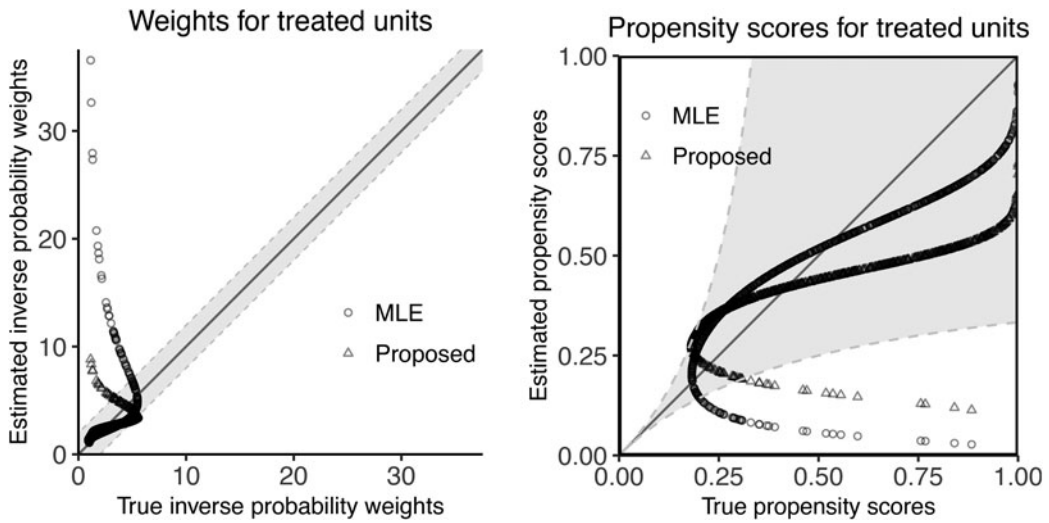 Weights for treated units
Estimated inverse probability weights
30
20
10
0
MLE
Proposed
0 10 20 30
True inverse probability weights
Propensity scores for treated units
Estimated propensity scores
1.00
0.75
0.50
0.25
0.00
MLE
Proposed
0.00 0.25 0.50 0.75 1.00
True propensity scores